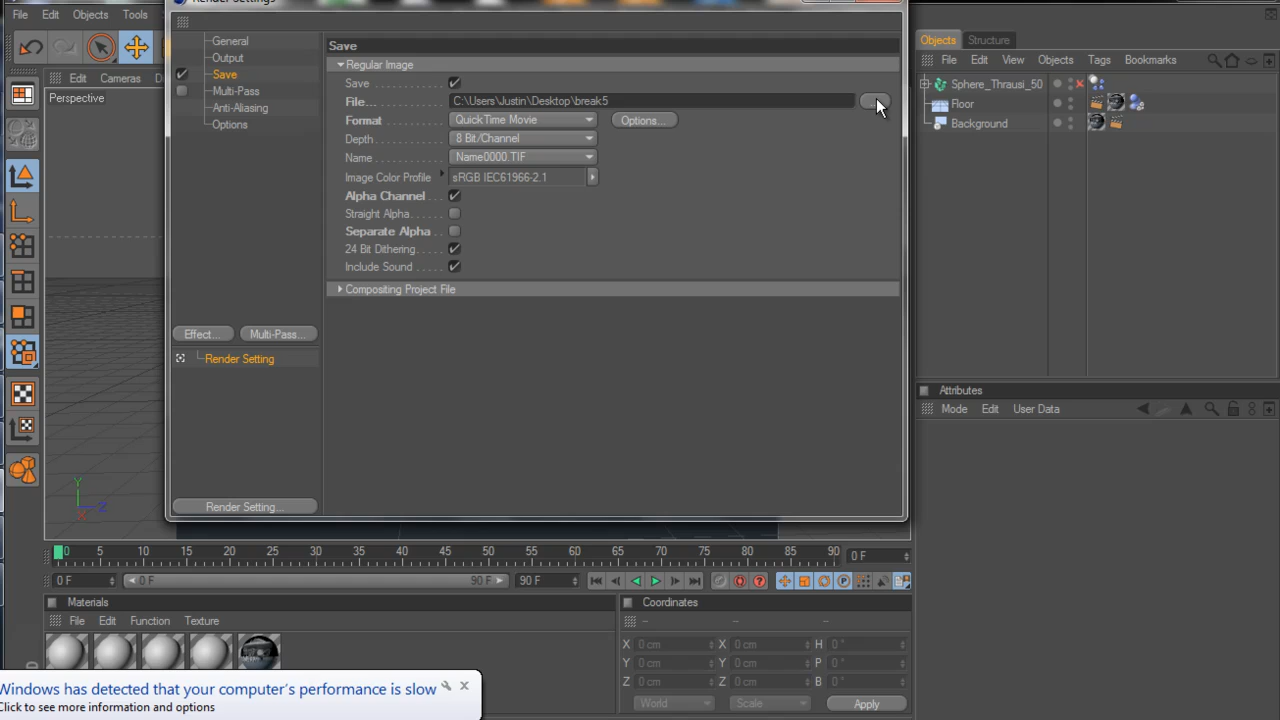 Render Settings
File Edit Objects Tools
Edit Cameras
Perspective
General
Output
Save
Multi-Pass
Anti-Aliasing
Options
Effect... Multi-Pass...
Render Setting
Render Setting...
Save
Regular Image
Save
File... C:\Users\Justin\Desktop\break5
Format QuickTime Movie Options...
Depth 8 Bit/Channel
Name Name0000.TIF
Image Color Profile sRGB IEC61966-2.1
Alpha Channel
Straight Alpha
Separate Alpha
24 Bit Dithering
Include Sound
Compositing Project File
Objects Structure
File Edit View Objects Tags Bookmarks
Sphere_Thrausi_50
Floor
Background
Attributes
Mode Edit User Data
Y
Z
X
0 5 10 15 20 25 30 35 40 45 50 55 60 65 70 75 80 85 90 0 F
0 F 0 F 90 F 90 F
Materials
File Edit Function Texture
Coordinates
-- -- --
X 0 cm X 0 cm H 0 °
Y 0 cm Y 0 cm P 0 °
Z 0 cm Z 0 cm B 0 °
World Scale Apply
Windows has detected that your computer's performance is slow
Click to see more information and options